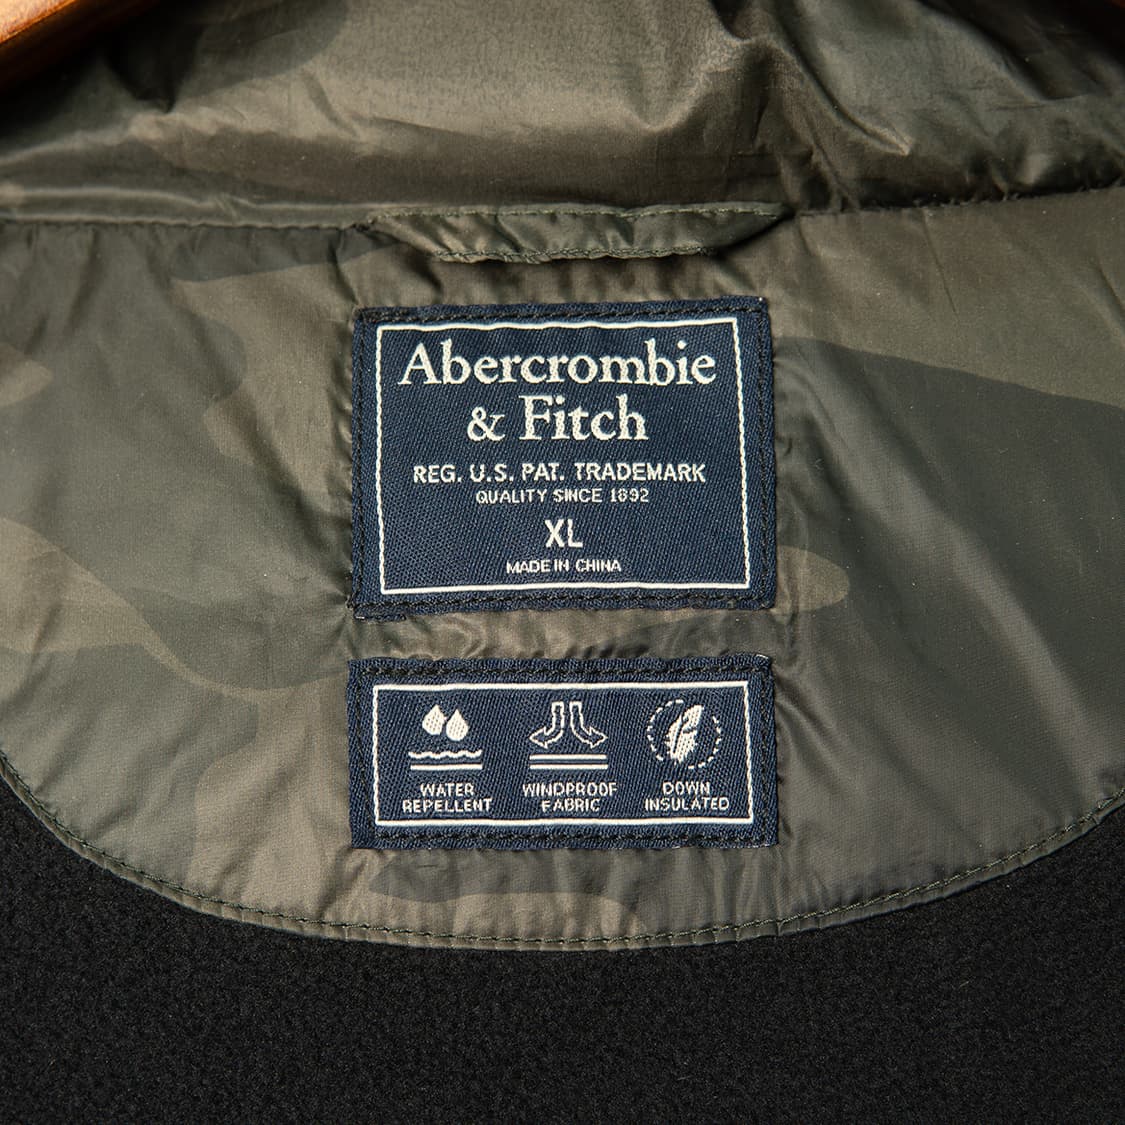 Abercrombie
& Fitch
REG. U.S. PAT. TRADEMARK
QUALITY SINCE 1892
XL
MADE IN CHINA
WATER
REPELLENT
WINDPROOF
FABRIC
DOWN
INSULATED